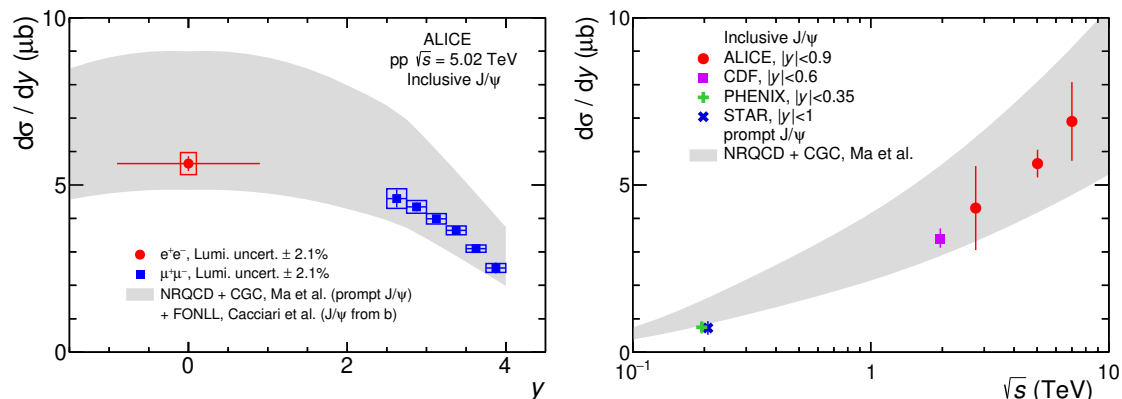 dσ / dy (μb)
10
5
0
ALICE
pp √s = 5.02 TeV
Inclusive J/ψ
e⁺e⁻, Lumi. uncert. ± 2.1%
μ⁺μ⁻, Lumi. uncert. ± 2.1%
NRQCD + CGC, Ma et al. (prompt J/ψ)
+ FONLL, Cacciari et al. (J/ψ from b)
0 2 4
y
dσ / dy (μb)
10
5
0
Inclusive J/ψ
ALICE, |y|<0.9
CDF, |y|<0.6
PHENIX, |y|<0.35
STAR, |y|<1
prompt J/ψ
NRQCD + CGC, Ma et al.
10⁻¹ 1 10
√s (TeV)